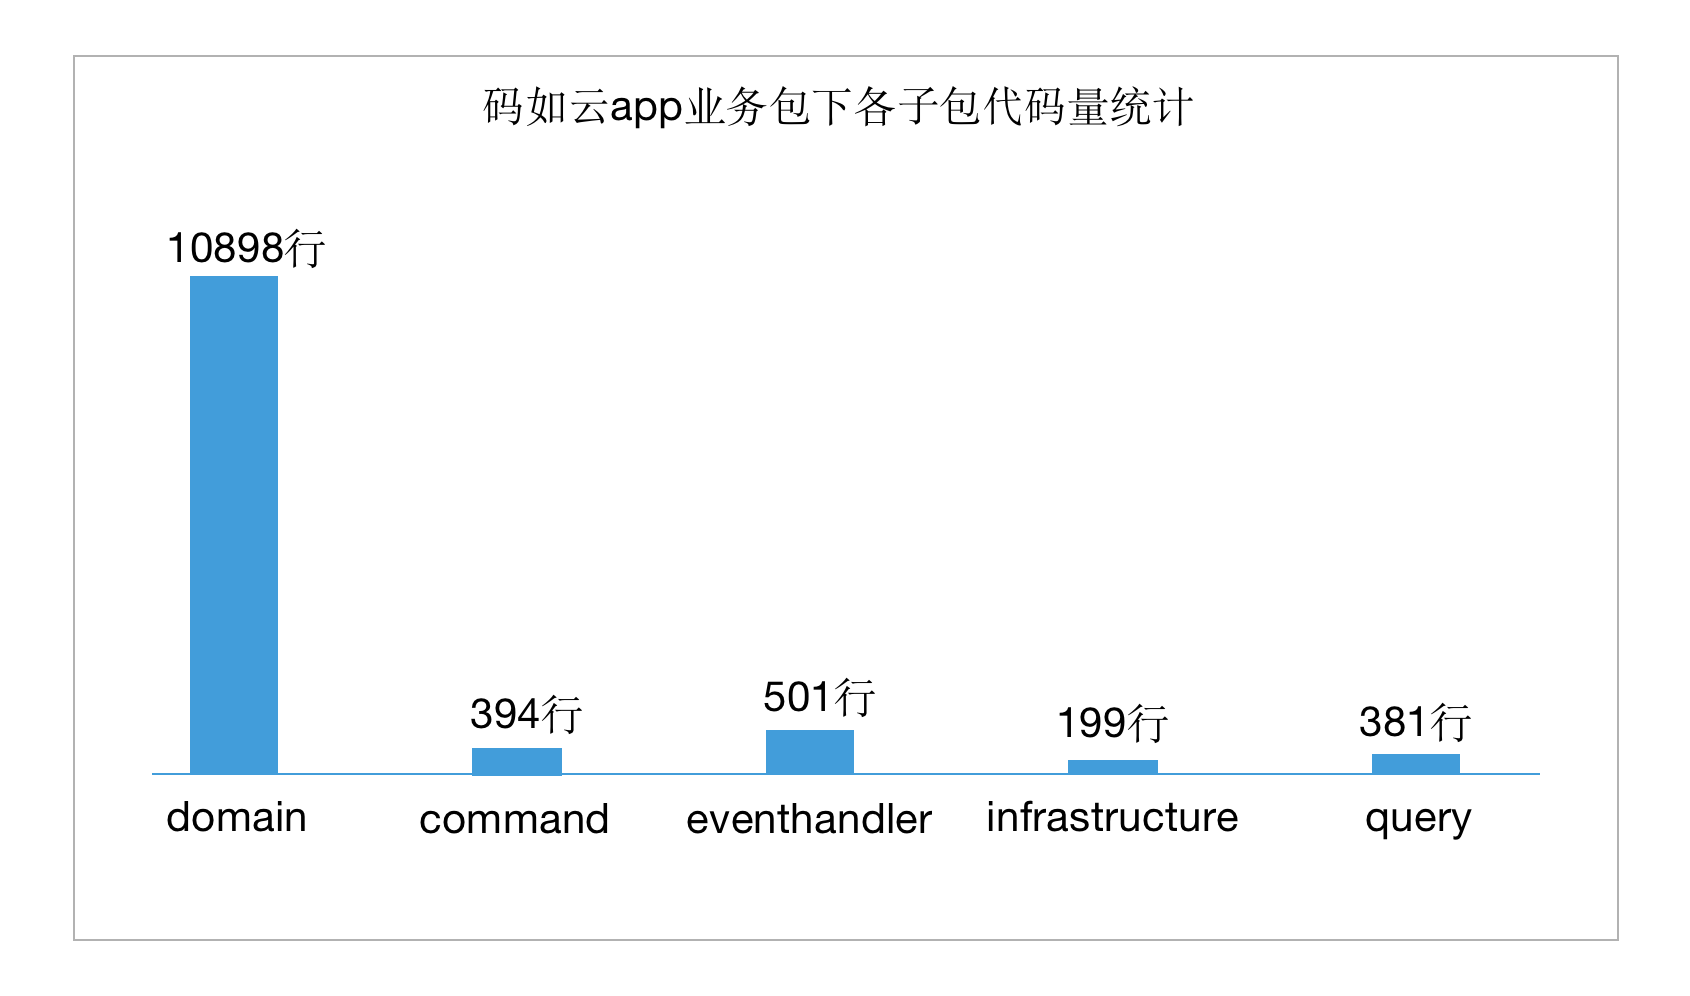 码如云app业务包下各子包代码量统计
10898行
394行
501行
199行
381行
domain
command
eventhandler
infrastructure
query